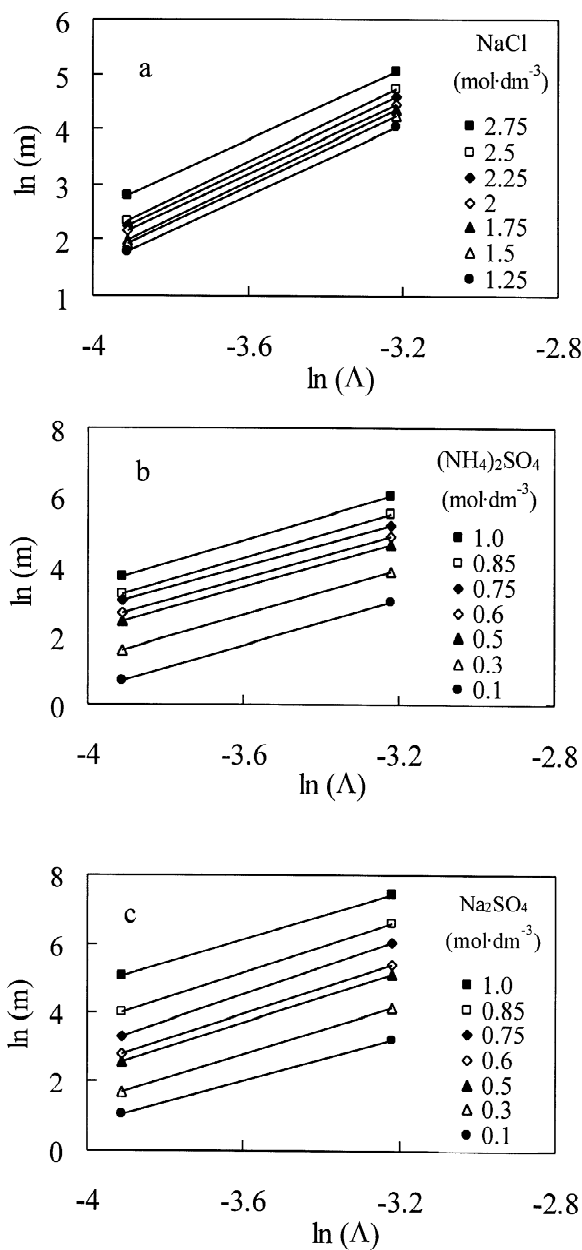 6
5
4
3
2
1
ln (m)
a
NaCl
(mol·dm-3)
2.75
2.5
2.25
2
1.75
1.5
1.25
-4 -3.6 -3.2 -2.8
ln (Λ)
8
6
4
2
0
ln (m)
b
(NH4)2SO4
(mol·dm-3)
1.0
0.85
0.75
0.6
0.5
0.3
0.1
-4 -3.6 -3.2 -2.8
ln (Λ)
8
6
4
2
0
ln (m)
c
Na2SO4
(mol·dm-3)
1.0
0.85
0.75
0.6
0.5
0.3
0.1
-4 -3.6 -3.2 -2.8
ln (Λ)